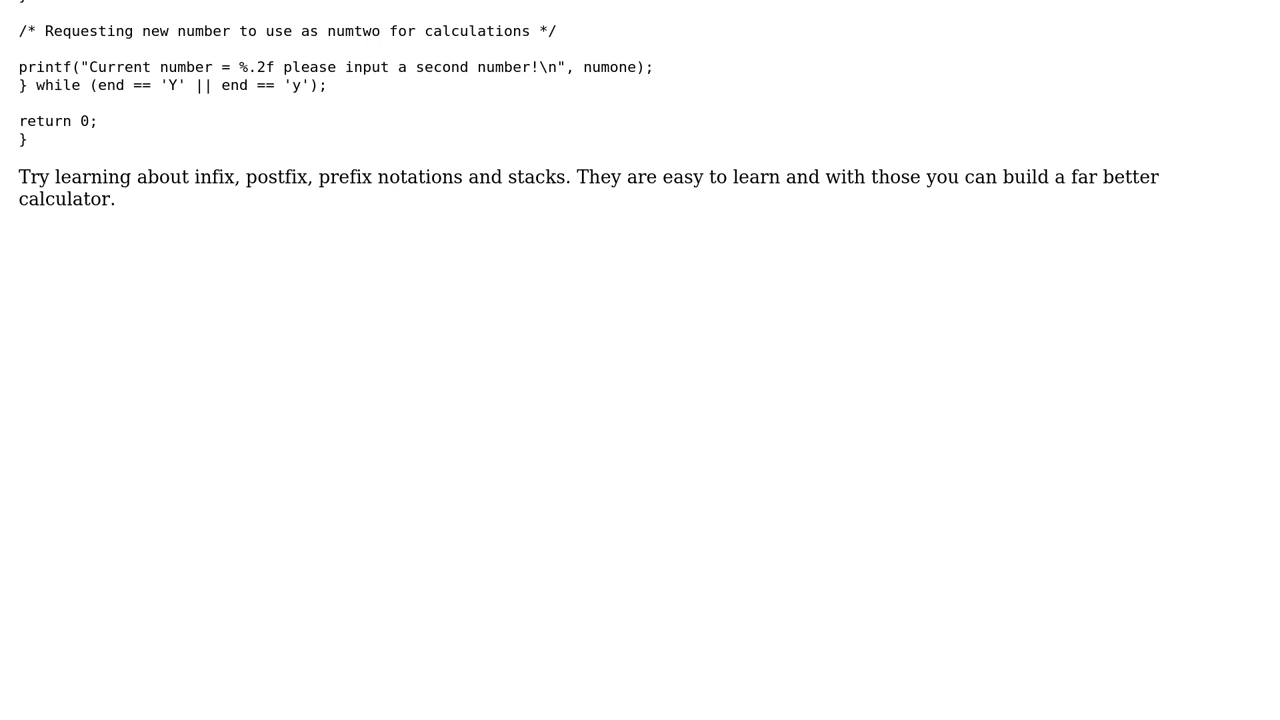 }
/* Requesting new number to use as numtwo for calculations */
printf("Current number = %.2f please input a second number!\n", numone);
} while (end == 'Y' || end == 'y');
return 0;
}
Try learning about infix, postfix, prefix notations and stacks. They are easy to learn and with those you can build a far better
calculator.